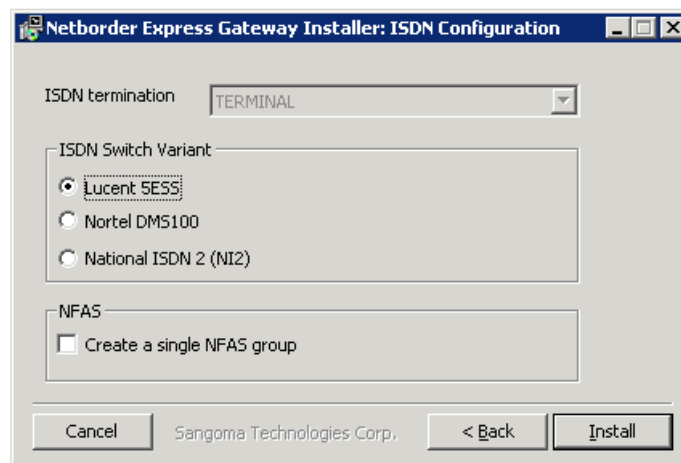 Netborder Express Gateway Installer: ISDN Configuration
ISDN termination TERMINAL
ISDN Switch Variant
Lucent 5ESS
Nortel DMS100
National ISDN 2 (NI2)
NFAS
Create a single NFAS group
Cancel Sangoma Technologies Corp. < Back Install